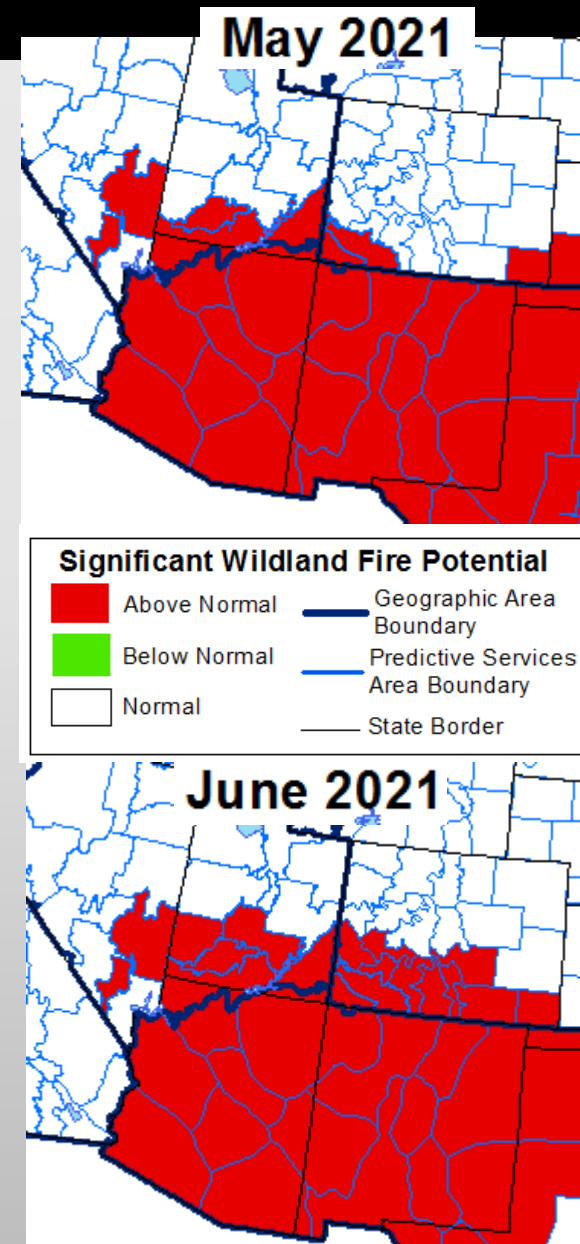 May 2021
Significant Wildland Fire Potential
Above Normal
Geographic Area
Boundary
Below Normal
Predictive Services
Area Boundary
Normal
State Border
June 2021